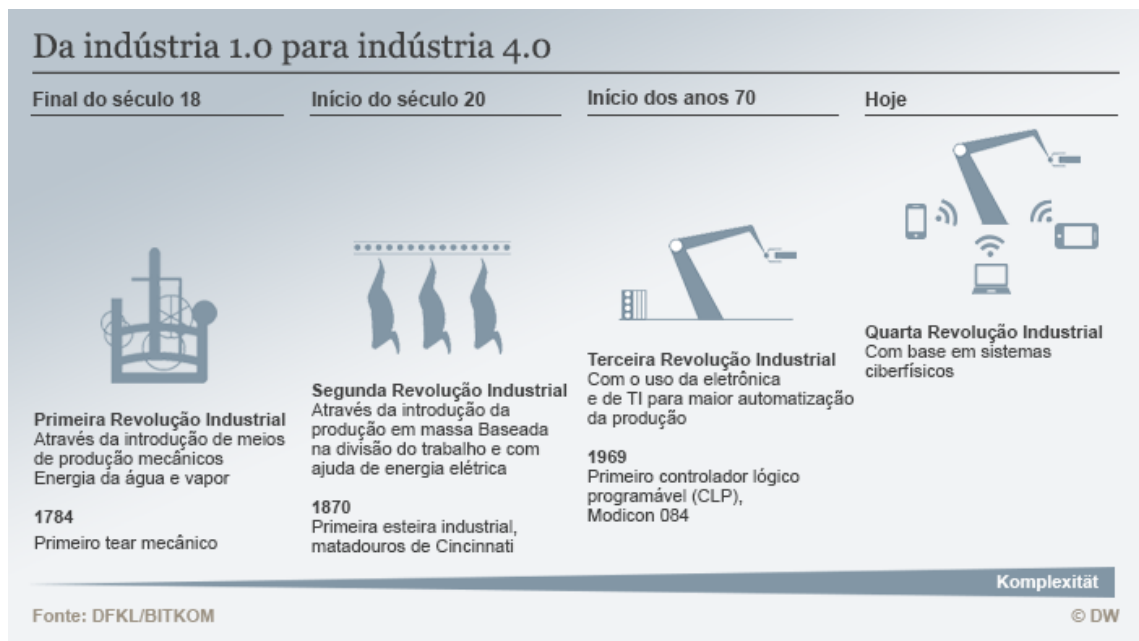 Da indústria 1.0 para indústria 4.0
Final do século 18
Início do século 20
Início dos anos 70
Hoje
Primeira Revolução Industrial
Através da introdução de meios
de produção mecânicos
Energia da água e vapor
1784
Primeiro tear mecânico
Segunda Revolução Industrial
Através da introdução da
produção em massa Baseada
na divisão do trabalho e com
ajuda de energia elétrica
1870
Primeira esteira industrial,
matadouros de Cincinnati
Terceira Revolução Industrial
Com o uso da eletrônica
e de TI para maior automatização
da produção
1969
Primeiro controlador lógico
programável (CLP),
Modicon 084
Quarta Revolução Industrial
Com base em sistemas
ciberfísicos
Komplexität
Fonte: DFKL/BITKOM
© DW